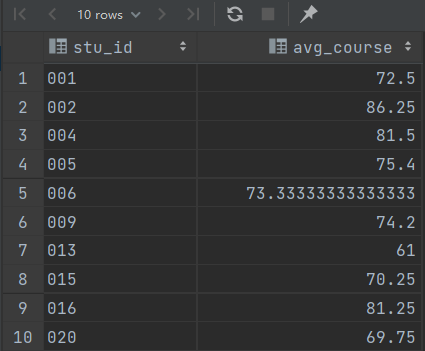 10 rows
stu_id avg_course
1 001 72.5
2 002 86.25
3 004 81.5
4 005 75.4
5 006 73.33333333333333
6 009 74.2
7 013 61
8 015 70.25
9 016 81.25
10 020 69.75